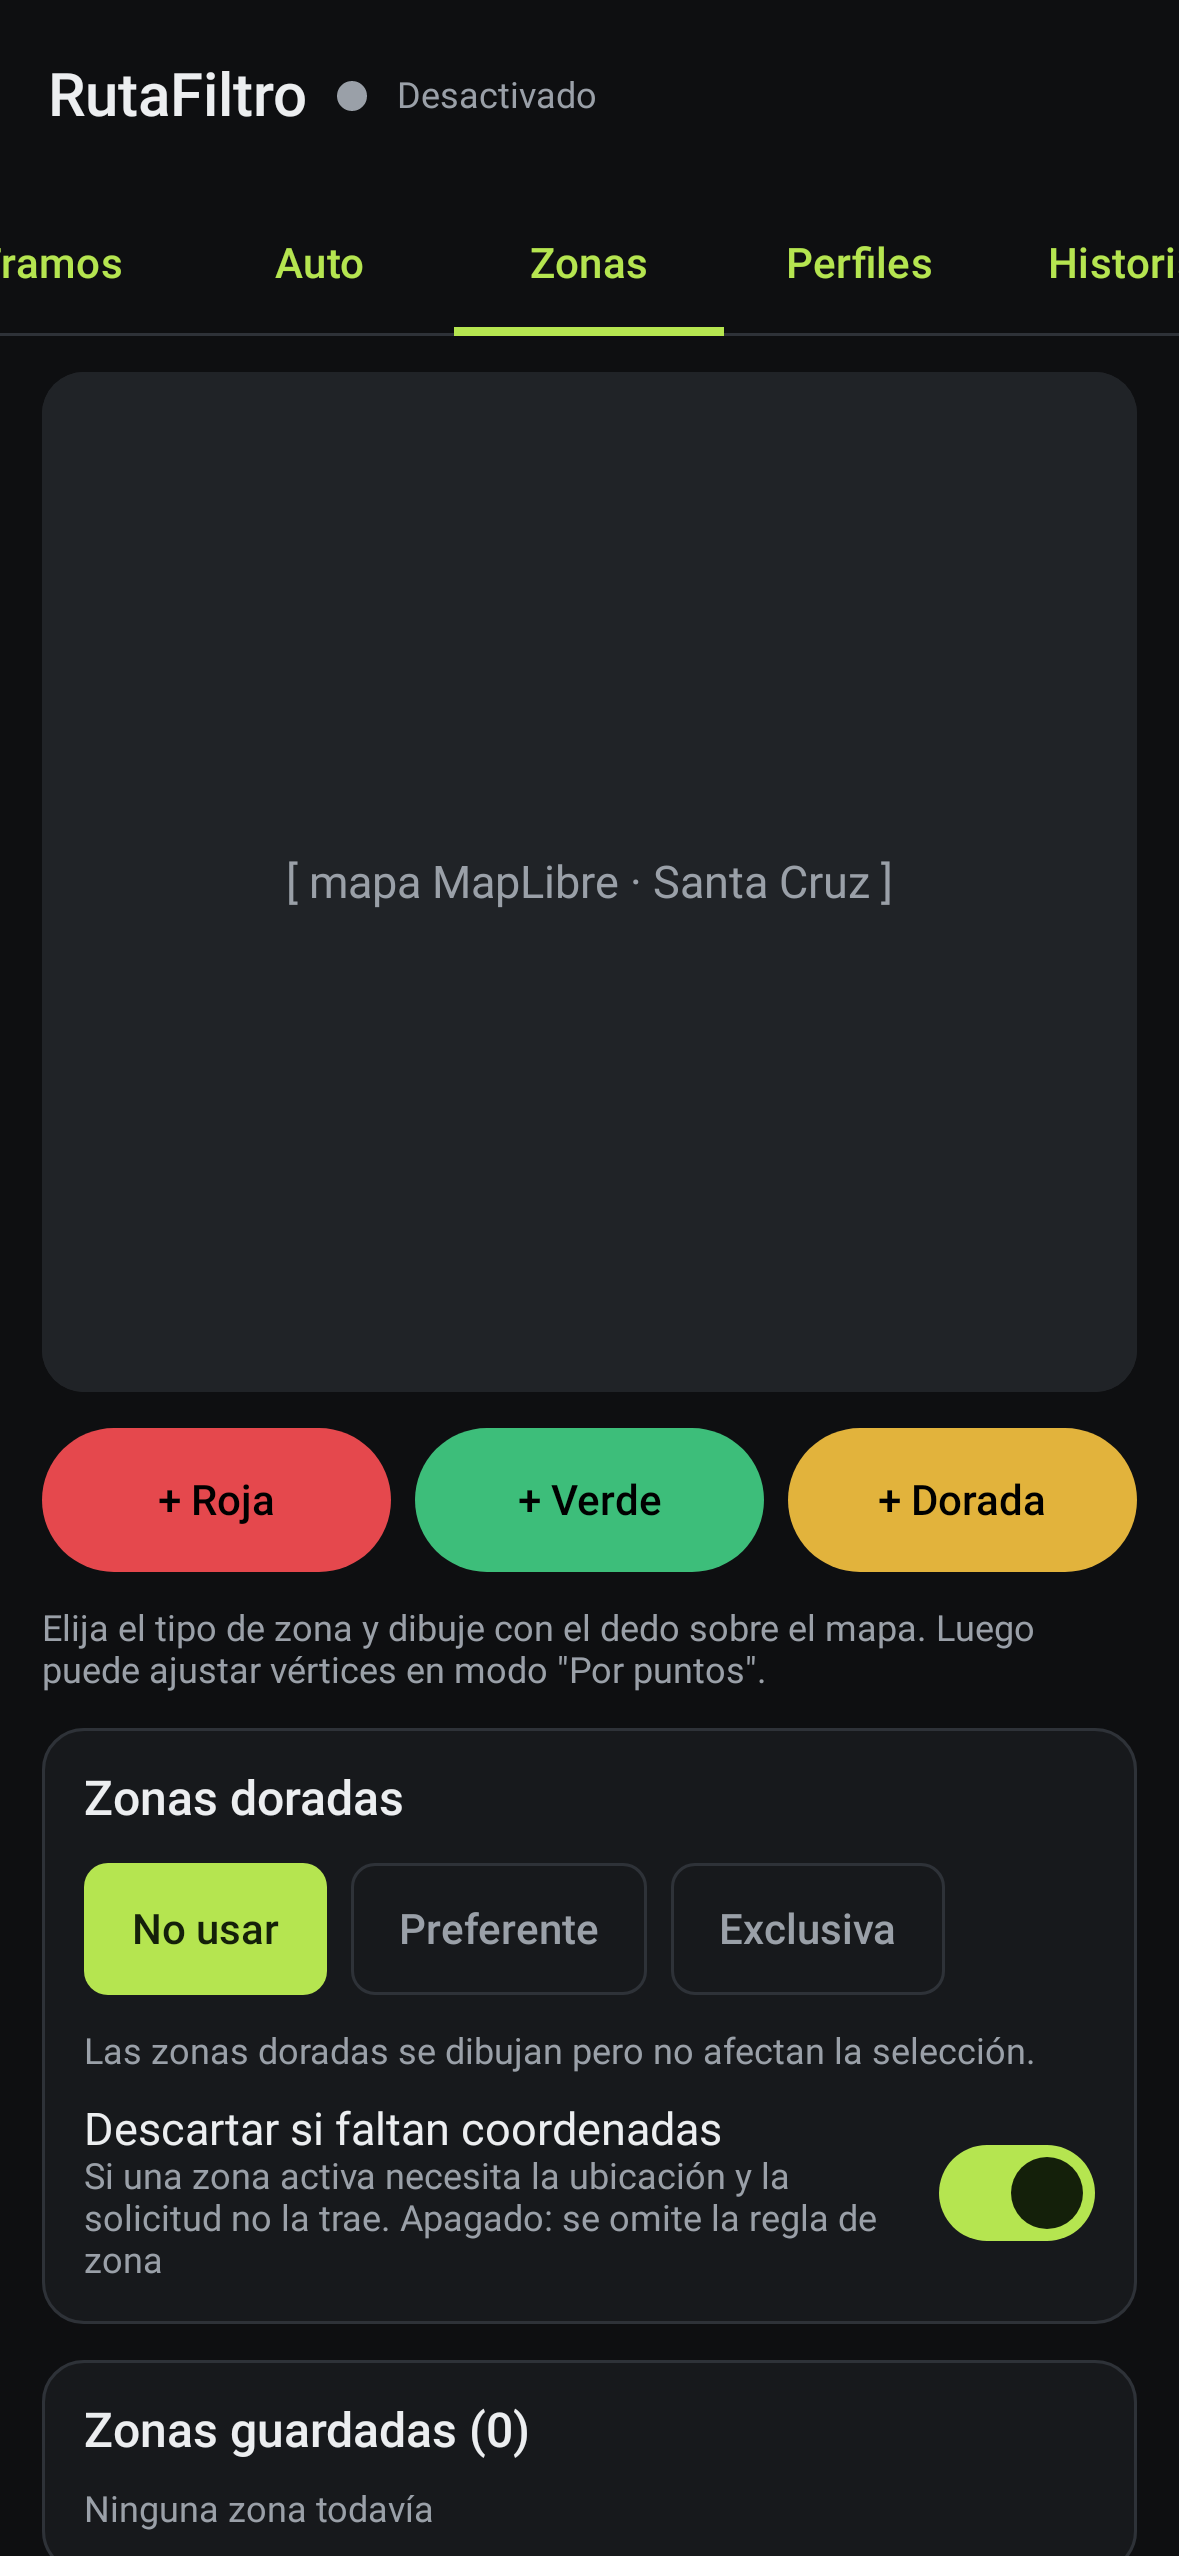 RutaFiltro Desactivado
Tramos Auto Zonas Perfiles Histori
[ mapa MapLibre · Santa Cruz ]
+ Roja + Verde + Dorada
Elija el tipo de zona y dibuje con el dedo sobre el mapa. Luego
puede ajustar vértices en modo "Por puntos".
Zonas doradas
No usar Preferente Exclusiva
Las zonas doradas se dibujan pero no afectan la selección.
Descartar si faltan coordenadas
Si una zona activa necesita la ubicación y la
solicitud no la trae. Apagado: se omite la regla de
zona
Zonas guardadas (0)
Ninguna zona todavía